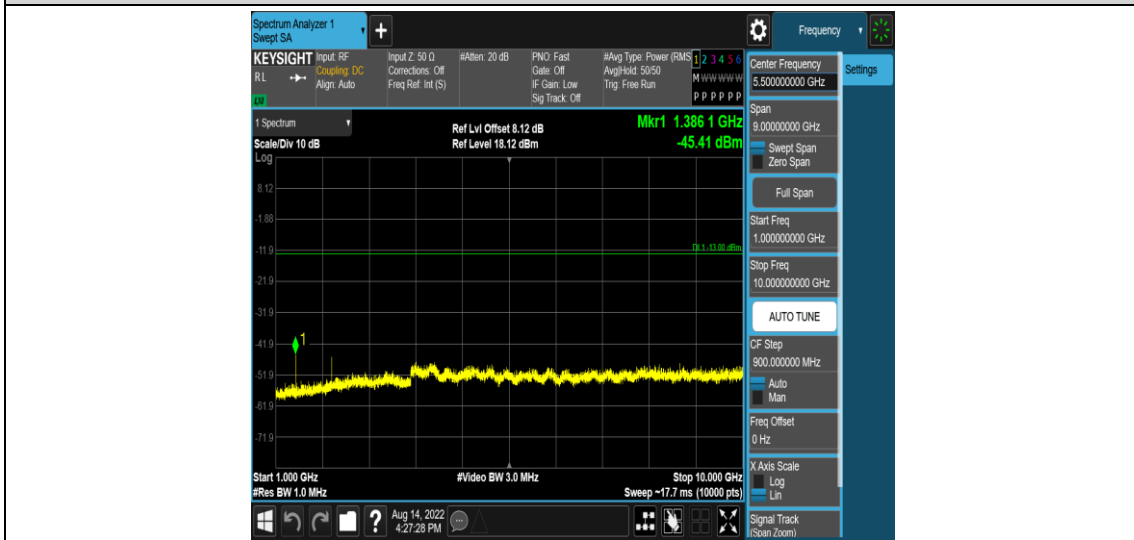 Spectrum Analyzer 1
Swept SA
+
Frequency
KEYSIGHT
RL
LXI
Input: RF
Coupling: DC
Align: Auto
Input Z: 50 Ω
Corrections: Off
Freq Ref: Int (S)
#Atten: 20 dB
PNO: Fast
Gate: Off
IF Gain: Low
Sig Track: Off
#Avg Type: Power (RMS
Avg|Hold: 50/50
Trig: Free Run
1 2 3 4 5 6
M W W W W W
P P P P P P
Center Frequency
5.50000000 GHz
Settings
1 Spectrum
Scale/Div 10 dB
Log
Ref Lvl Offset 8.12 dB
Ref Level 18.12 dBm
Mkr1 1.386 1 GHz
-45.41 dBm
8.12
-1.88
-11.9
-21.9
-31.9
-41.9
-51.9
-61.9
-71.9
DL1 -13.00 dBm
1
Start 1.000 GHz
#Res BW 1.0 MHz
#Video BW 3.0 MHz
Stop 10.000 GHz
Sweep ~17.7 ms (10000 pts)
Span
9.00000000 GHz
Swept Span
Zero Span
Full Span
Start Freq
1.000000000 GHz
Stop Freq
10.000000000 GHz
AUTO TUNE
CF Step
900.000000 MHz
Auto
Man
Freq Offset
0 Hz
X Axis Scale
Log
Lin
Signal Track
(Span Zoom)
?
Aug 14, 2022
4:27:28 PM